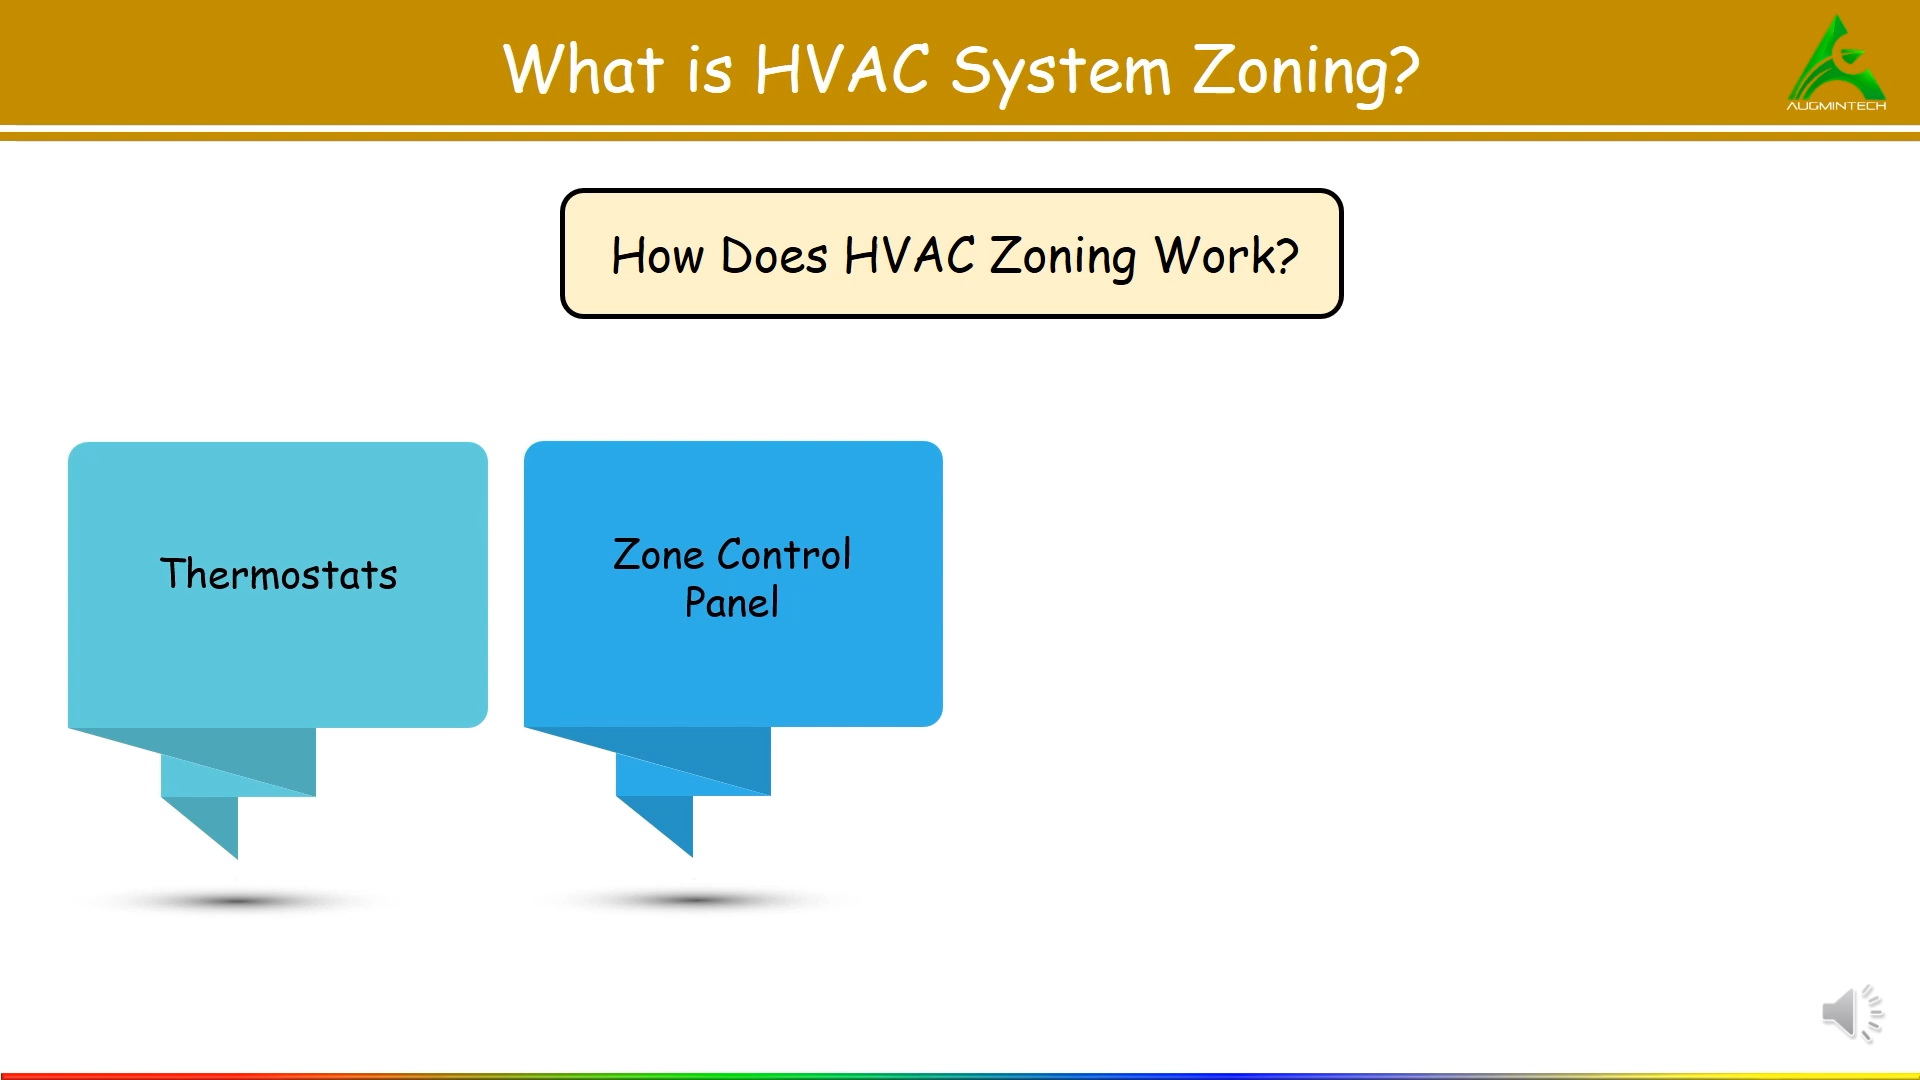 What is HVAC System Zoning?
AUGMINTECH
How Does HVAC Zoning Work?
Thermostats
Zone Control
Panel